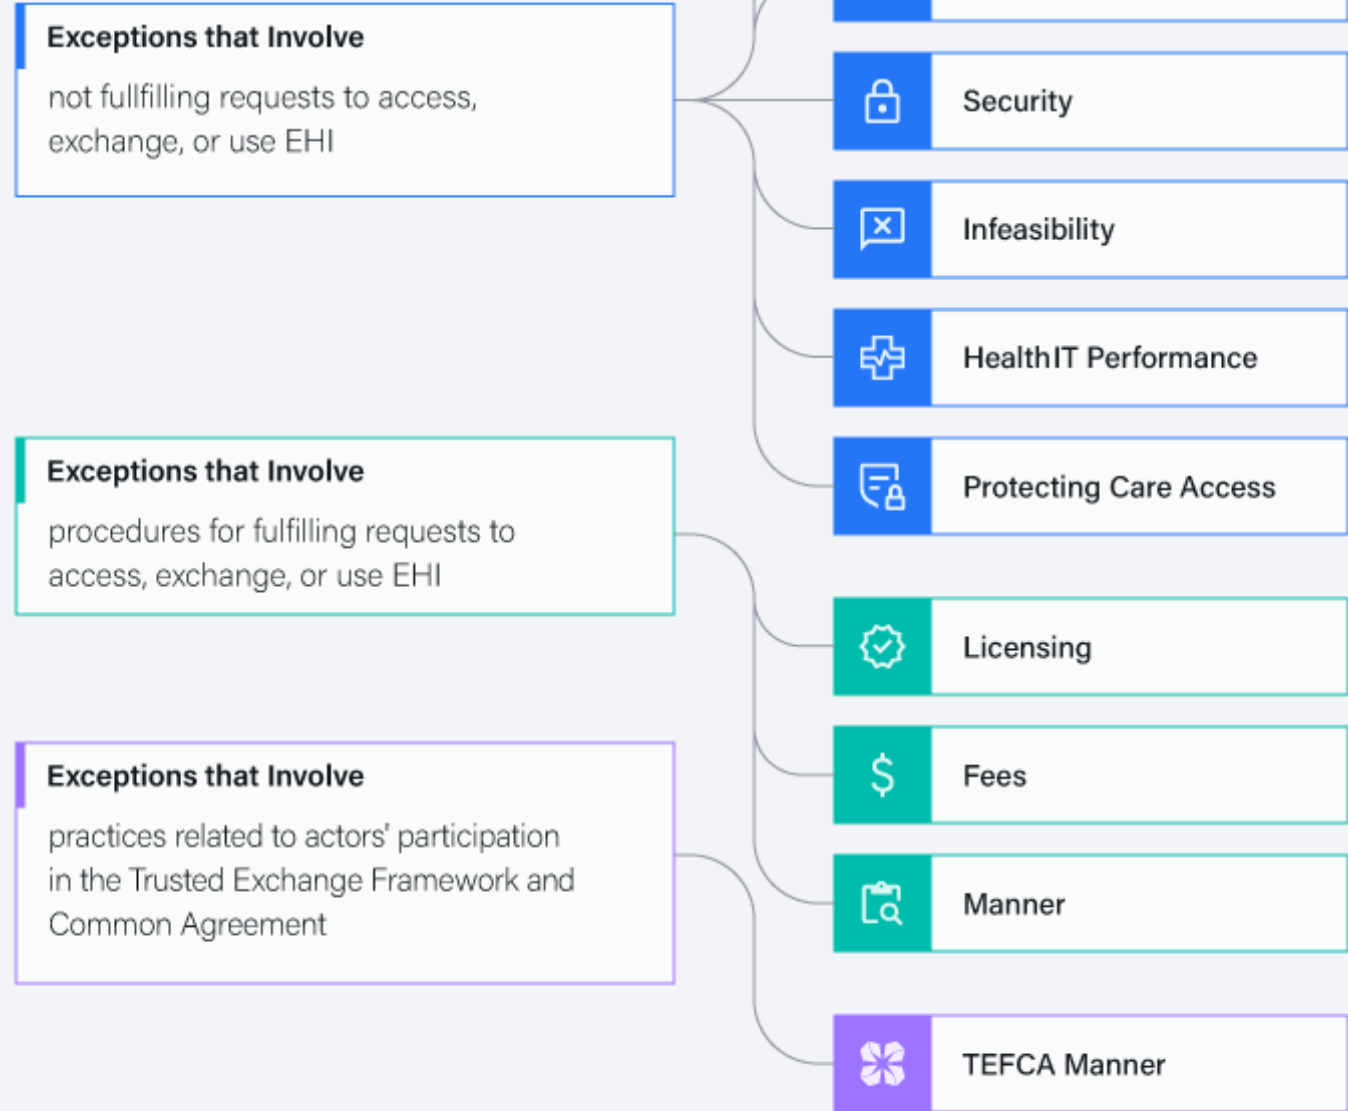 Exceptions that Involve
not fullfilling requests to access,
exchange, or use EHI
Security
Infeasibility
HealthIT Performance
Protecting Care Access
Exceptions that Involve
procedures for fulfilling requests to
access, exchange, or use EHI
Licensing
Fees
Manner
Exceptions that Involve
practices related to actors' participation
in the Trusted Exchange Framework and
Common Agreement
TEFCA Manner